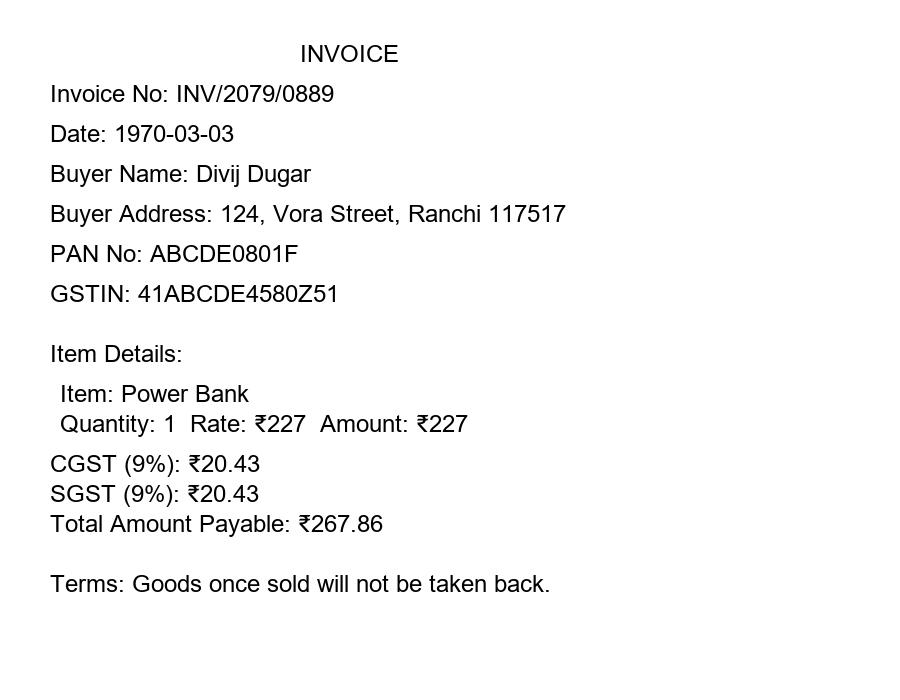 INVOICE
Invoice No: INV/2079/0889
Date: 1970-03-03
Buyer Name: Divij Dugar
Buyer Address: 124, Vora Street, Ranchi 117517
PAN No: ABCDE0801F
GSTIN: 41ABCDE4580Z51
Item Details:
Item: Power Bank
Quantity: 1  Rate: ₹227  Amount: ₹227
CGST (9%): ₹20.43
SGST (9%): ₹20.43
Total Amount Payable: ₹267.86
Terms: Goods once sold will not be taken back.